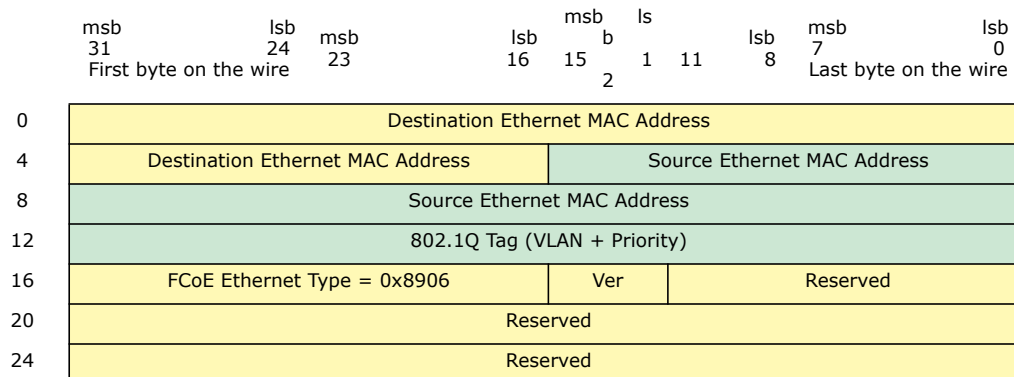 msb lsb msb lsb msb ls lsb msb lsb
b
31 24 23 16 15 1 11 8 7 0
2
First byte on the wire Last byte on the wire
0 Destination Ethernet MAC Address
4 Destination Ethernet MAC Address Source Ethernet MAC Address
8 Source Ethernet MAC Address
12 802.1Q Tag (VLAN + Priority)
16 FCoE Ethernet Type = 0x8906 Ver Reserved
20 Reserved
24 Reserved